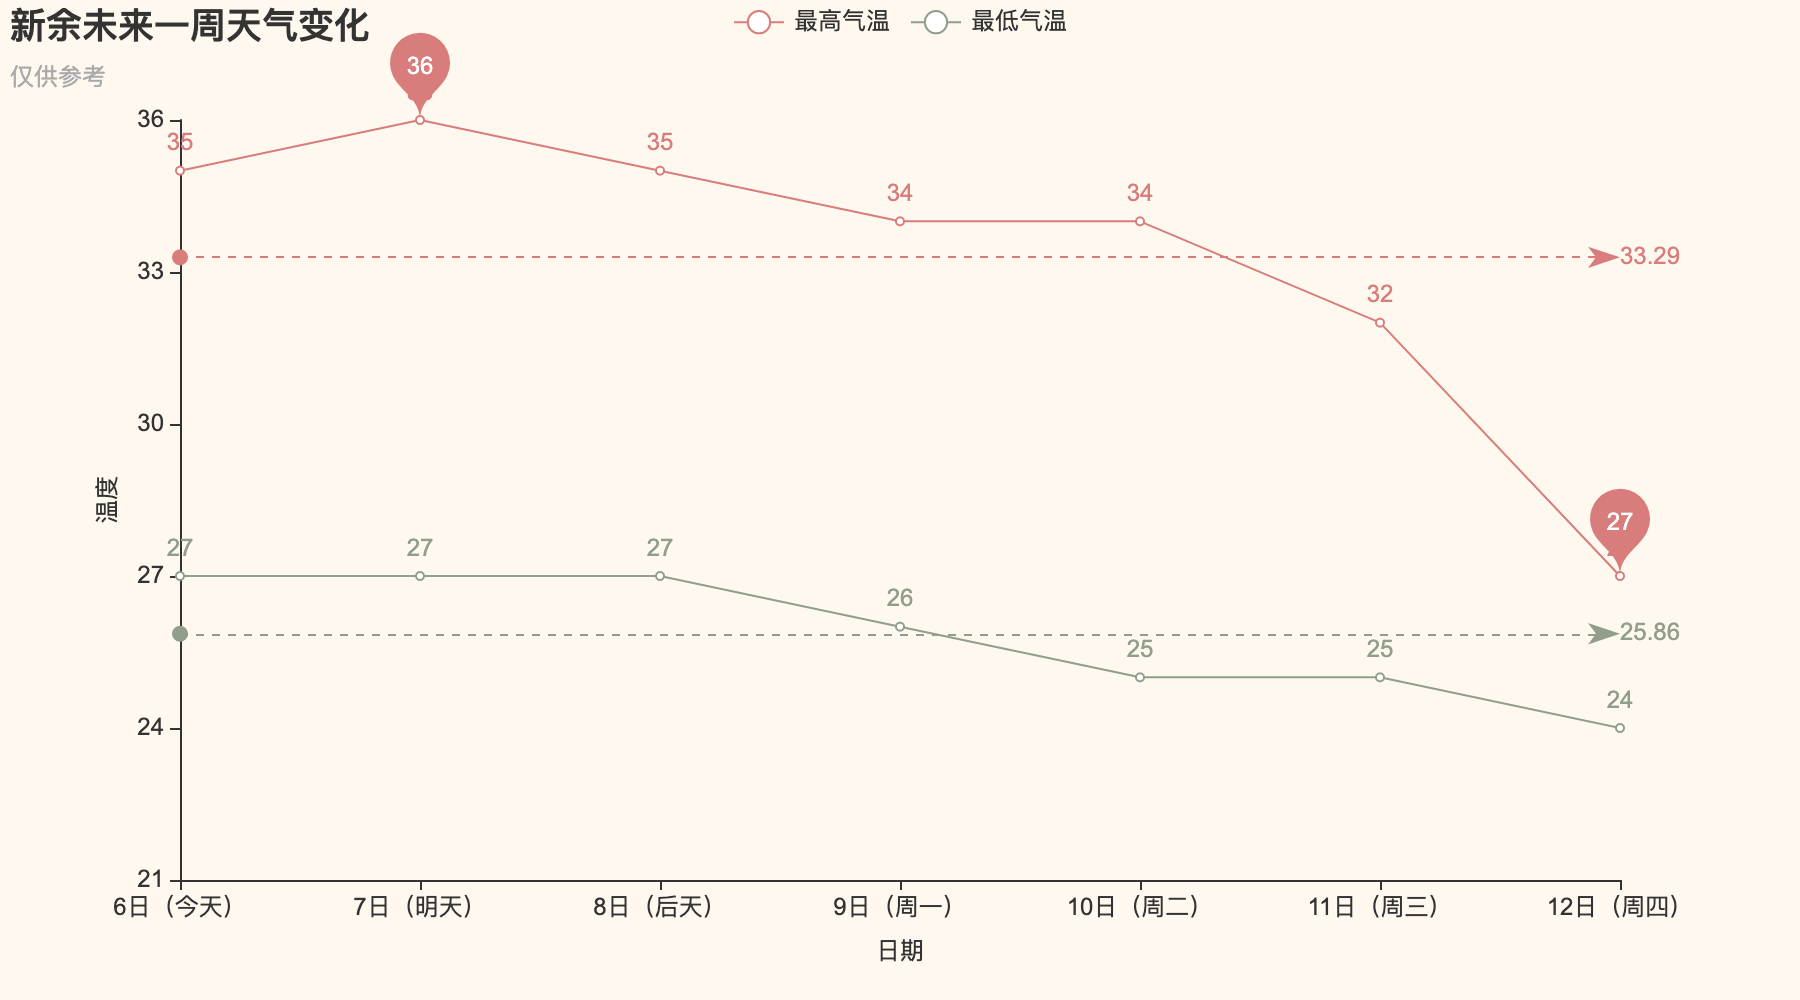 新余未来一周天气变化
仅供参考
最高气温
最低气温
36
35
36
35
34
34
33.29
33
32
30
温度
27
27
27
27
27
26
25.86
25
25
24
24
21
6日（今天）
7日（明天）
8日（后天）
9日（周一）
10日（周二）
11日（周三）
12日（周四）
日期